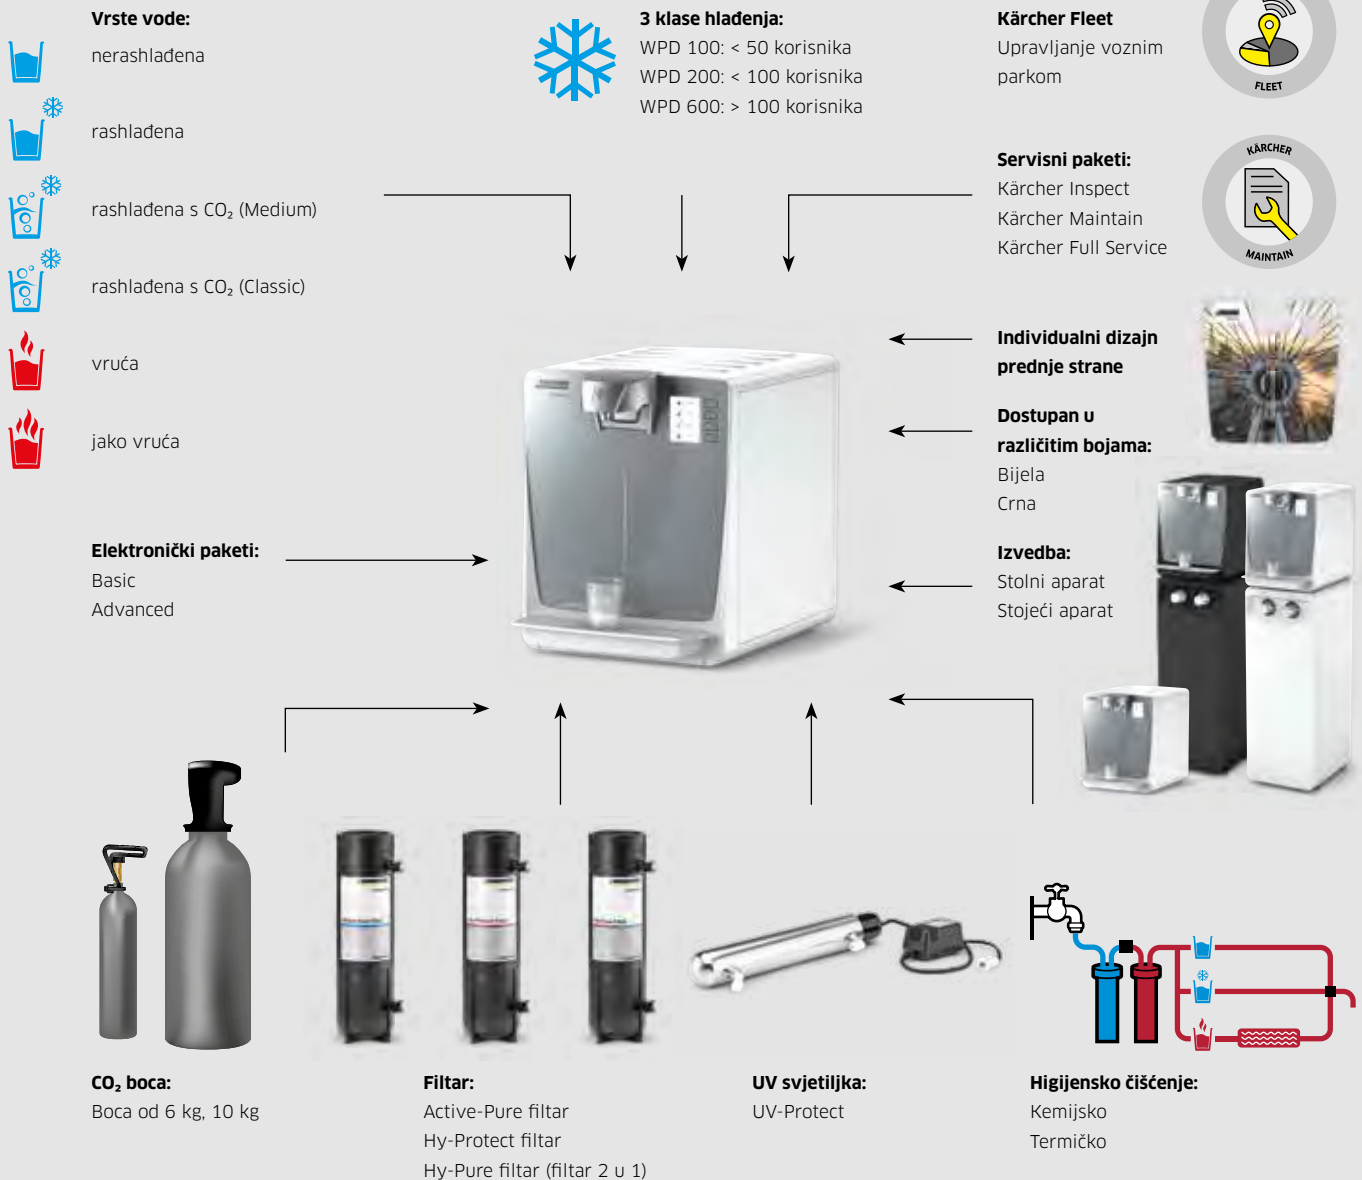 Vrste vode:
nerashlađena
rashlađena
rashlađena s CO₂ (Medium)
rashlađena s CO₂ (Classic)
vruća
jako vruća
3 klase hlađenja:
WPD 100: < 50 korisnika
WPD 200: < 100 korisnika
WPD 600: > 100 korisnika
Kärcher Fleet
Upravljanje voznim
parkom
FLEET
Servisni paketi:
Kärcher Inspect
Kärcher Maintain
Kärcher Full Service
KÄRCHER
MAINTAIN
Individualni dizajn
prednje strane
Dostupan u
različitim bojama:
Bijela
Crna
Izvedba:
Stolni aparat
Stojeći aparat
Elektronički paketi:
Basic
Advanced
CO₂ boca:
Boca od 6 kg, 10 kg
Filtar:
Active-Pure filtar
Hy-Protect filtar
Hy-Pure filtar (filtar 2 u 1)
UV svjetiljka:
UV-Protect
Higijensko čišćenje:
Kemijsko
Termičko